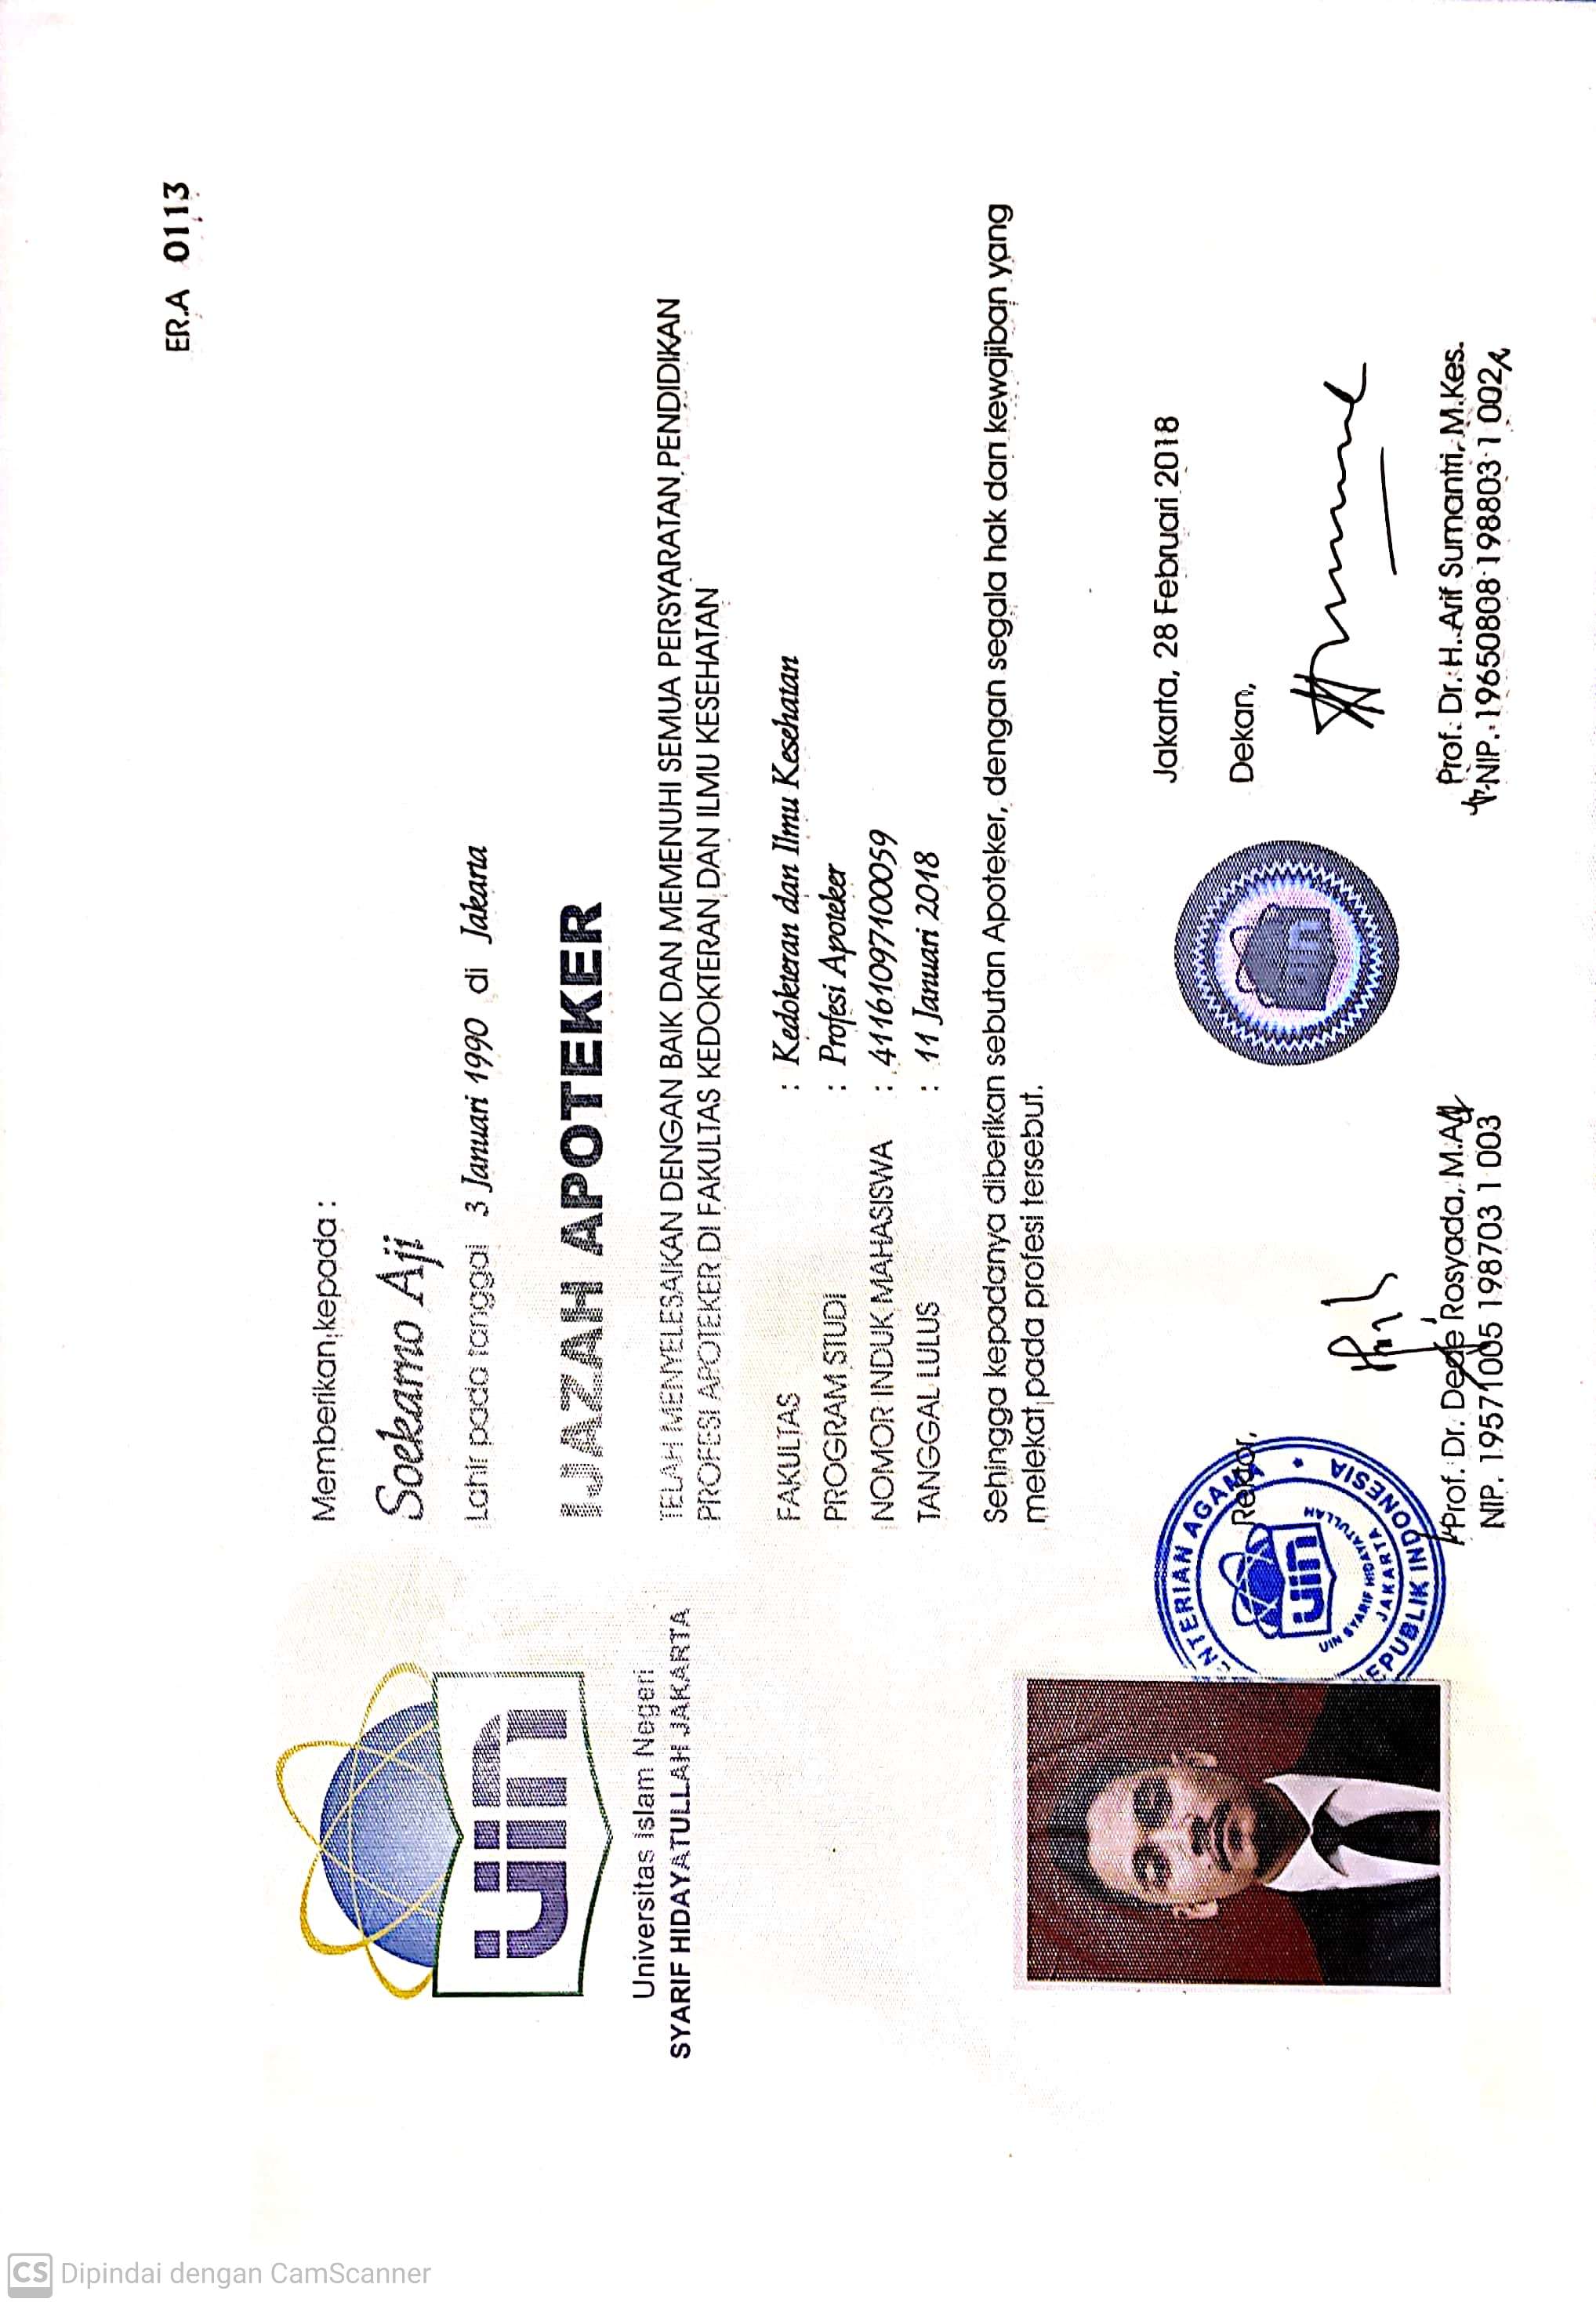 ER.A 0113
uin
Universitas Islam Negeri
SYARIF HIDAYATULLAH JAKARTA
Memberikan kepada :
Soekarno Aji
Lahir pada tanggal 3 Januari 1990 di Jakarta
IJAZAH APOTEKER
TELAH MENYELESAIKAN DENGAN BAIK DAN MEMENUHI SEMUA PERSYARATAN PENDIDIKAN
PROFESI APOTEKER DI FAKULTAS KEDOKTERAN DAN ILMU KESEHATAN
FAKULTAS : Kedokteran dan Ilmu Kesehatan
PROGRAM STUDI : Profesi Apoteker
NOMOR INDUK MAHASISWA : 41161097100059
TANGGAL LULUS : 11 Januari 2018
Sehingga kepadanya diberikan sebutan Apoteker, dengan segala hak dan kewajiban yang
melekat pada profesi tersebut.
Jakarta, 28 Februari 2018
Rektor,
Dekan,
ENTERIAN AGAMA
EPUBLIK INDONESIA
uin
UIN SYARIF HIDAYATULLAH
JAKARTA
uin
Prof. Dr. Dede Rosyada, M.A
NIP. 19571005 198703 1 003
Prof. Dr. H. Arif Sumantri, M.Kes.
NIP. 19650808 198803 1 002
CS Dipindai dengan CamScanner